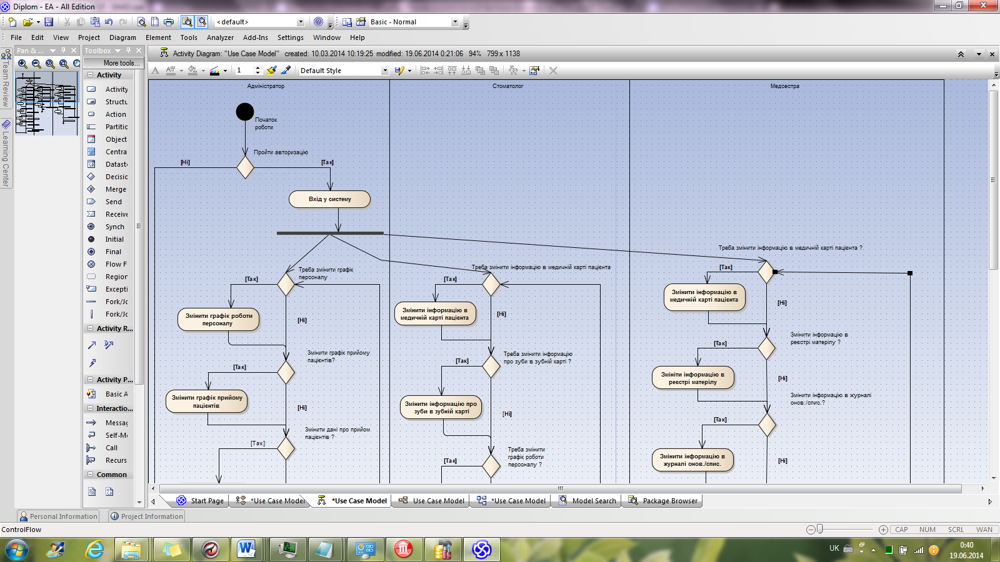 Diplom - EA - All Edition
<default>
Basic - Normal
File Edit View Project Diagram Element Tools Analyzer Add-Ins Settings Window Help
Team Review
Learning Center
Pan & ...
Toolbox
More tools...
Activity
Activity
Structu
Action
Partitic
Object
Centra
Datast
Decisic
Merge
Send
Receive
Synch
Initial
Final
Flow F
Region
Excepti
Fork/Jc
Fork/Jc
Activity R...
Activity P...
Basic A
Interactio...
Messag
Self-M
Call
Recurs
Common
Activity Diagram: "Use Case Model" created: 10.03.2014 10:19:25 modified: 19.06.2014 0:21:06 94% 799 x 1138
1
Default Style
Адміністратор
Стоматолог
Медсестра
Початок
роботи
Пройти авторизацію
[Ні]
[Так]
Вхід у систему
Треба змінити графік
персоналу
[Так]
Змінити графік роботи
персоналу
[Ні]
Змінити графік прийому
пацієнтів?
[Так]
Змінити графік прийому
пацієнтів
[Ні]
Змінити дані про прийом
пацієнтів ?
[Так]
Треба змінити інформацію в медичній карті пацієнта
[Так]
Змінити інформацію в
медичній карті пацієнта
[Ні]
Треба змінити інформацію
про зуби в зубній карті ?
[Так]
Змінити інформацію про
зуби в зубній карті
[Ні]
Треба змінити
графік роботи
персоналу ?
[Так]
Треба змінити інформацію в медичній карті пацієнта ?
[Так]
Змінити інформацію в
медичній карті пацієнта
[Ні]
Змінити інформацію в
реєстрі матерілу ?
[Так]
Змініти інформацію в
реєстрі матерілу
[Ні]
Змінити інформацію в журналі
онов./спис.?
[Так]
Змінити інформацію в
журналі онов./спис.
[Ні]
Start Page
*Use Case Model
*Use Case Model
Use Case Model
*Use Case Model
Model Search
Package Browser
Personal Information
Project Information
ControlFlow
CAP NUM SCRL WAN
UK
0:40
19.06.2014